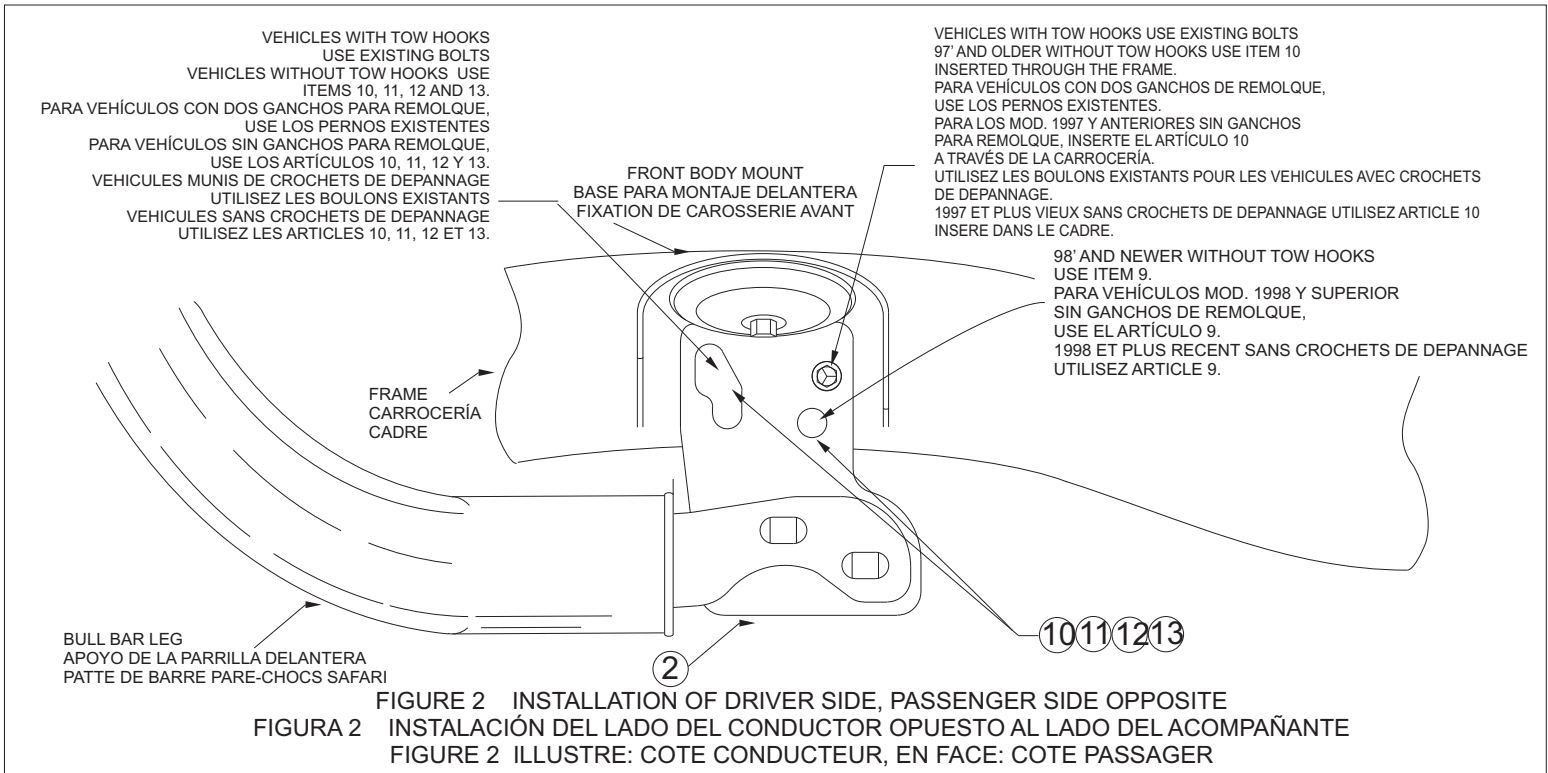 VEHICLES WITH TOW HOOKS
USE EXISTING BOLTS
VEHICLES WITHOUT TOW HOOKS USE
ITEMS 10, 11, 12 AND 13.
PARA VEHÍCULOS CON DOS GANCHOS PARA REMOLQUE,
USE LOS PERNOS EXISTENTES
PARA VEHÍCULOS SIN GANCHOS PARA REMOLQUE,
USE LOS ARTÍCULOS 10, 11, 12 Y 13.
VEHICULES MUNIS DE CROCHETS DE DEPANNAGE
UTILISEZ LES BOULONS EXISTANTS
VEHICULES SANS CROCHETS DE DEPANNAGE
UTILISEZ LES ARTICLES 10, 11, 12 ET 13.
FRONT BODY MOUNT
BASE PARA MONTAJE DELANTERA
FIXATION DE CAROSSERIE AVANT
VEHICLES WITH TOW HOOKS USE EXISTING BOLTS
97' AND OLDER WITHOUT TOW HOOKS USE ITEM 10
INSERTED THROUGH THE FRAME.
PARA VEHÍCULOS CON DOS GANCHOS DE REMOLQUE,
USE LOS PERNOS EXISTENTES.
PARA LOS MOD. 1997 Y ANTERIORES SIN GANCHOS
PARA REMOLQUE, INSERTE EL ARTÍCULO 10
A TRAVÉS DE LA CARROCERÍA.
UTILISEZ LES BOULONS EXISTANTS POUR LES VEHICULES AVEC CROCHETS
DE DEPANNAGE.
1997 ET PLUS VIEUX SANS CROCHETS DE DEPANNAGE UTILISEZ ARTICLE 10
INSERE DANS LE CADRE.
98' AND NEWER WITHOUT TOW HOOKS
USE ITEM 9.
PARA VEHÍCULOS MOD. 1998 Y SUPERIOR
SIN GANCHOS DE REMOLQUE,
USE EL ARTÍCULO 9.
1998 ET PLUS RECENT SANS CROCHETS DE DEPANNAGE
UTILISEZ ARTICLE 9.
FRAME
CARROCERÍA
CADRE
BULL BAR LEG
APOYO DE LA PARRILLA DELANTERA
PATTE DE BARRE PARE-CHOCS SAFARI
10 11 12 13
2
FIGURE 2 INSTALLATION OF DRIVER SIDE, PASSENGER SIDE OPPOSITE
FIGURA 2 INSTALACIÓN DEL LADO DEL CONDUCTOR OPUESTO AL LADO DEL ACOMPAÑANTE
FIGURE 2 ILLUSTRE: COTE CONDUCTEUR, EN FACE: COTE PASSAGER